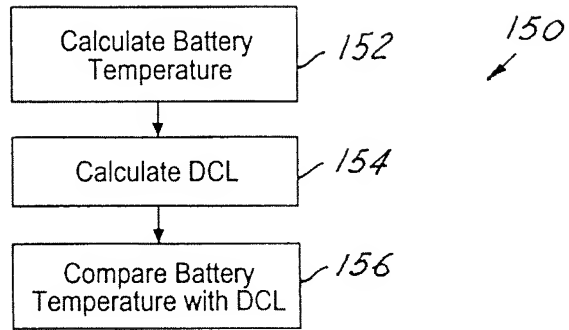 Calculate Battery
Temperature
152
150
Calculate DCL
154
Compare Battery
Temperature with DCL
156